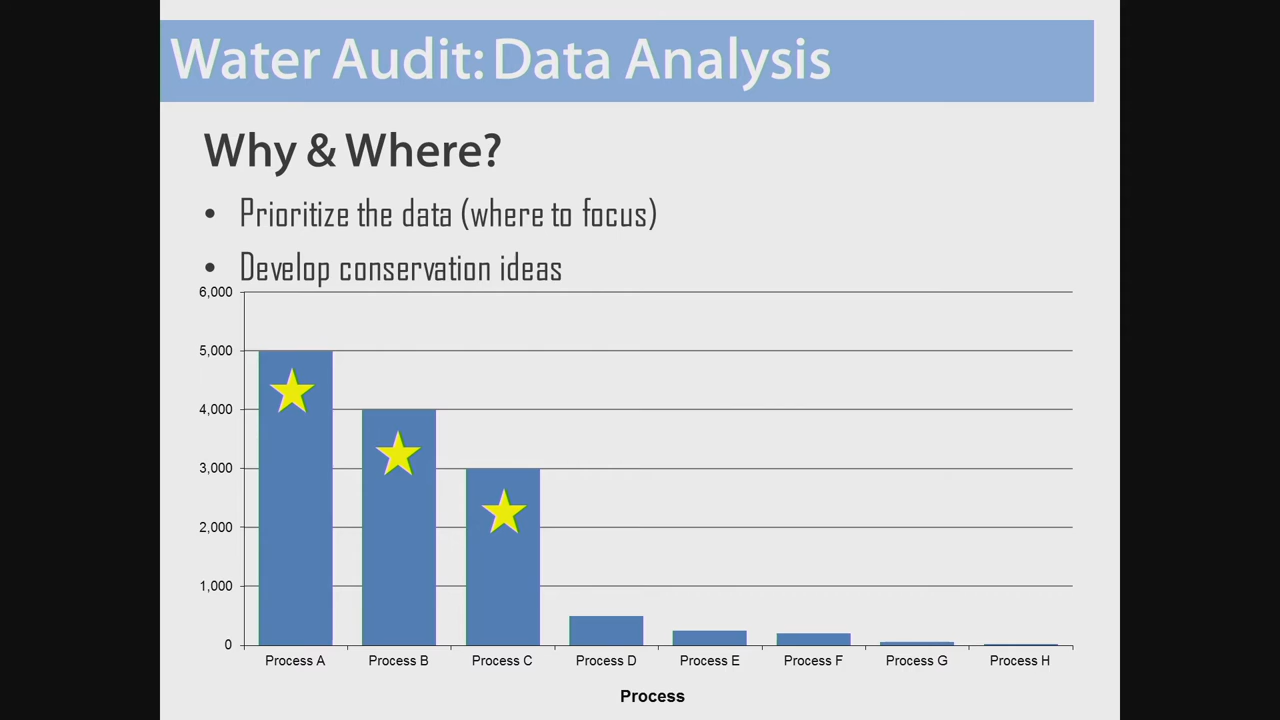 Water Audit: Data Analysis
Why & Where?
• Prioritize the data (where to focus)
• Develop conservation ideas
6,000
5,000
4,000
3,000
2,000
1,000
0
Process A Process B Process C Process D Process E Process F Process G Process H
Process